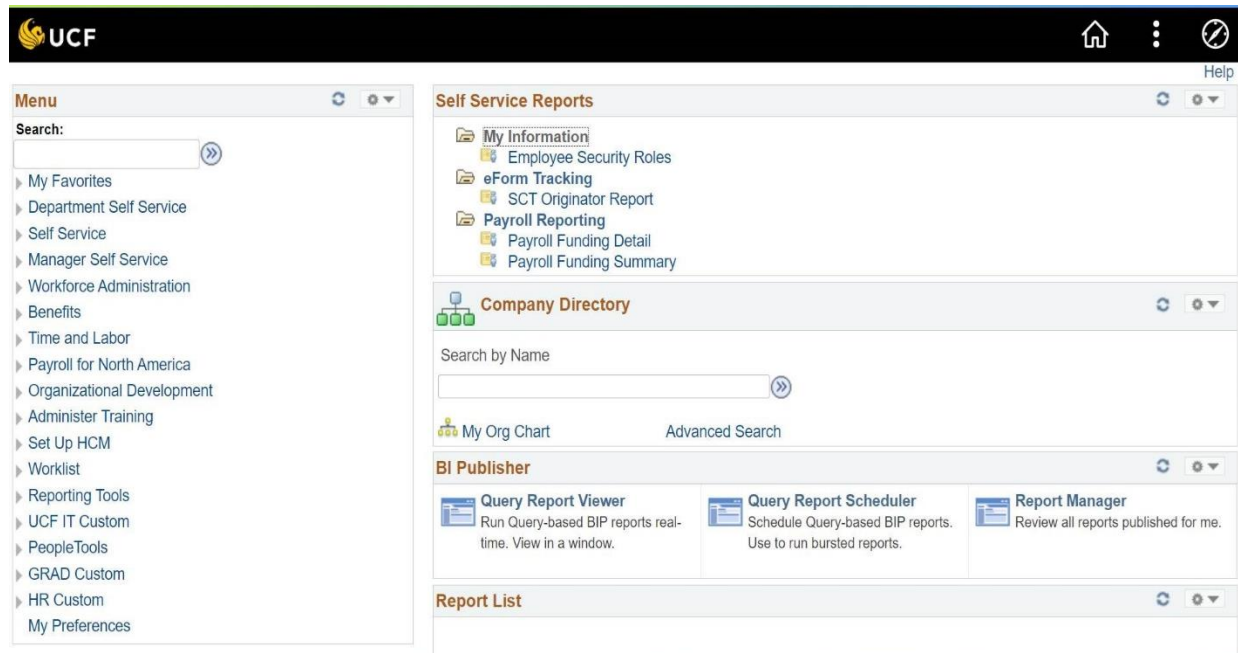 UCF
Help
Menu
Search:
My Favorites
Department Self Service
Self Service
Manager Self Service
Workforce Administration
Benefits
Time and Labor
Payroll for North America
Organizational Development
Administer Training
Set Up HCM
Worklist
Reporting Tools
UCF IT Custom
PeopleTools
GRAD Custom
HR Custom
My Preferences
Self Service Reports
My Information
Employee Security Roles
eForm Tracking
SCT Originator Report
Payroll Reporting
Payroll Funding Detail
Payroll Funding Summary
Company Directory
Search by Name
My Org Chart
Advanced Search
BI Publisher
Query Report Viewer
Run Query-based BIP reports real-
time. View in a window.
Query Report Scheduler
Schedule Query-based BIP reports.
Use to run bursted reports.
Report Manager
Review all reports published for me.
Report List